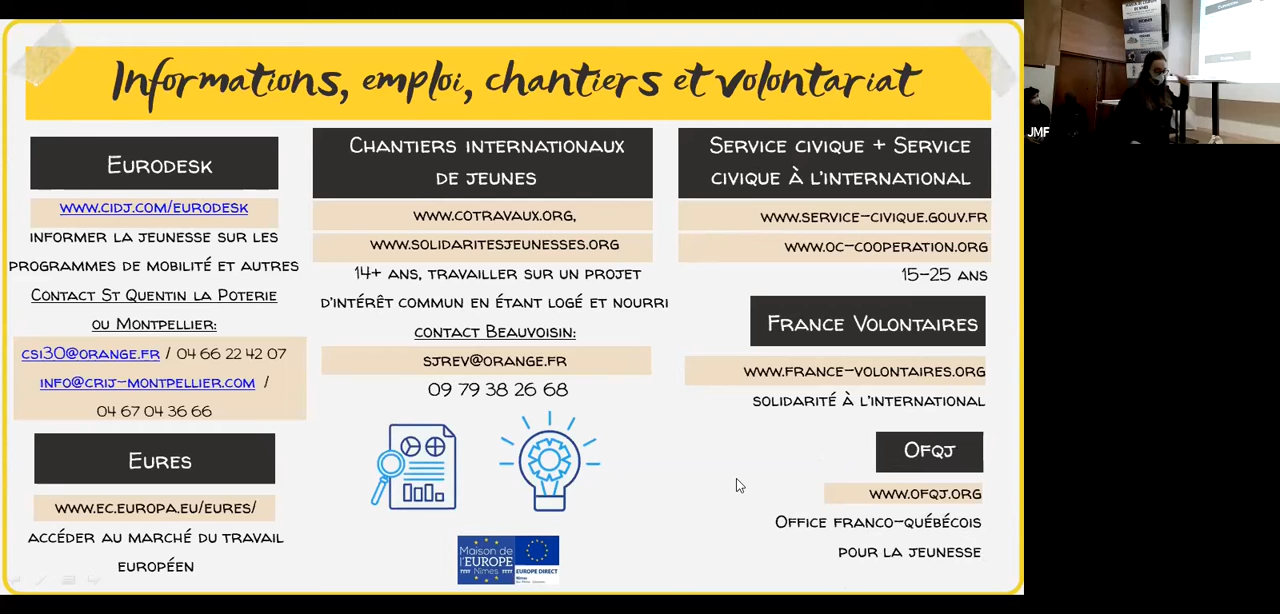 Informations, emploi, chantiers et volontariat
Eurodesk
www.cidj.com/eurodesk
informer la jeunesse sur les
programmes de mobilité et autres
Contact St Quentin la Poterie
ou Montpellier:
csi30@orange.fr / 04 66 22 42 07
info@crij-montpellier.com /
04 67 04 36 66
Eures
www.ec.europa.eu/eures/
accéder au marché du travail
européen
Chantiers internationaux
de jeunes
www.cotravaux.org,
www.solidaritesjeunesses.org
14+ ans, travailler sur un projet
d'intérêt commun en étant logé et nourri
contact Beauvoisin:
sjrev@orange.fr
09 79 38 26 68
Maison de
l'EUROPE
Nîmes
EUROPE DIRECT
Nîmes
Service civique + Service
civique à l'international
www.service-civique.gouv.fr
www.oc-cooperation.org
15-25 ans
France Volontaires
www.france-volontaires.org
solidarité à l'international
Ofqj
www.ofqj.org
Office franco-québécois
pour la jeunesse
JMF